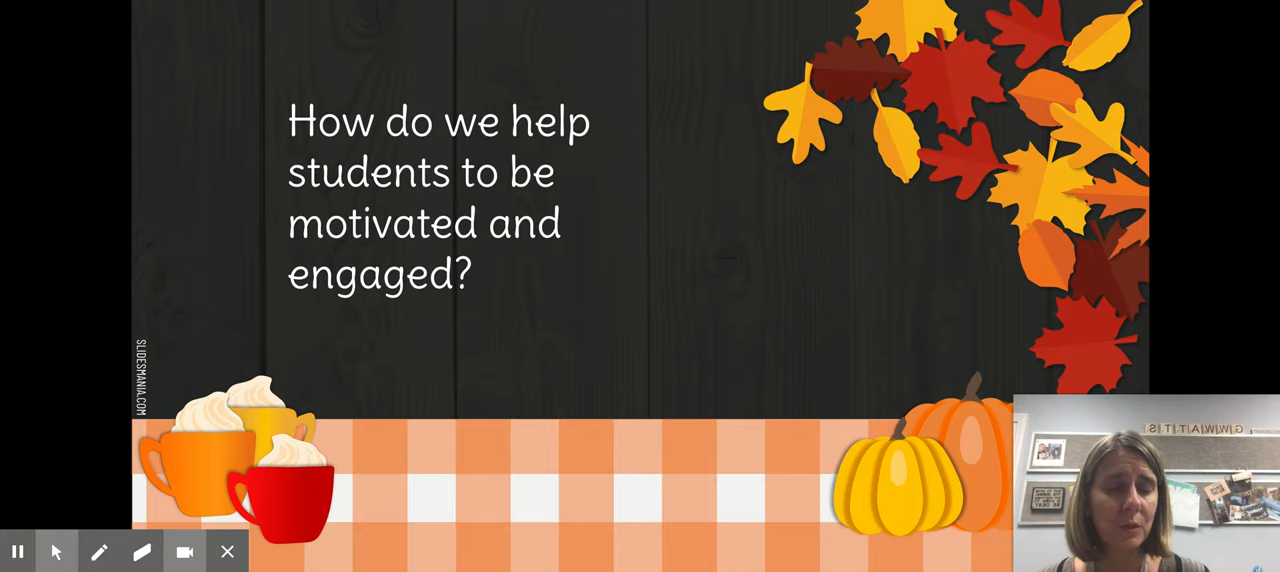 How do we help
students to be
motivated and
engaged?
SLIDESMANIA.COM